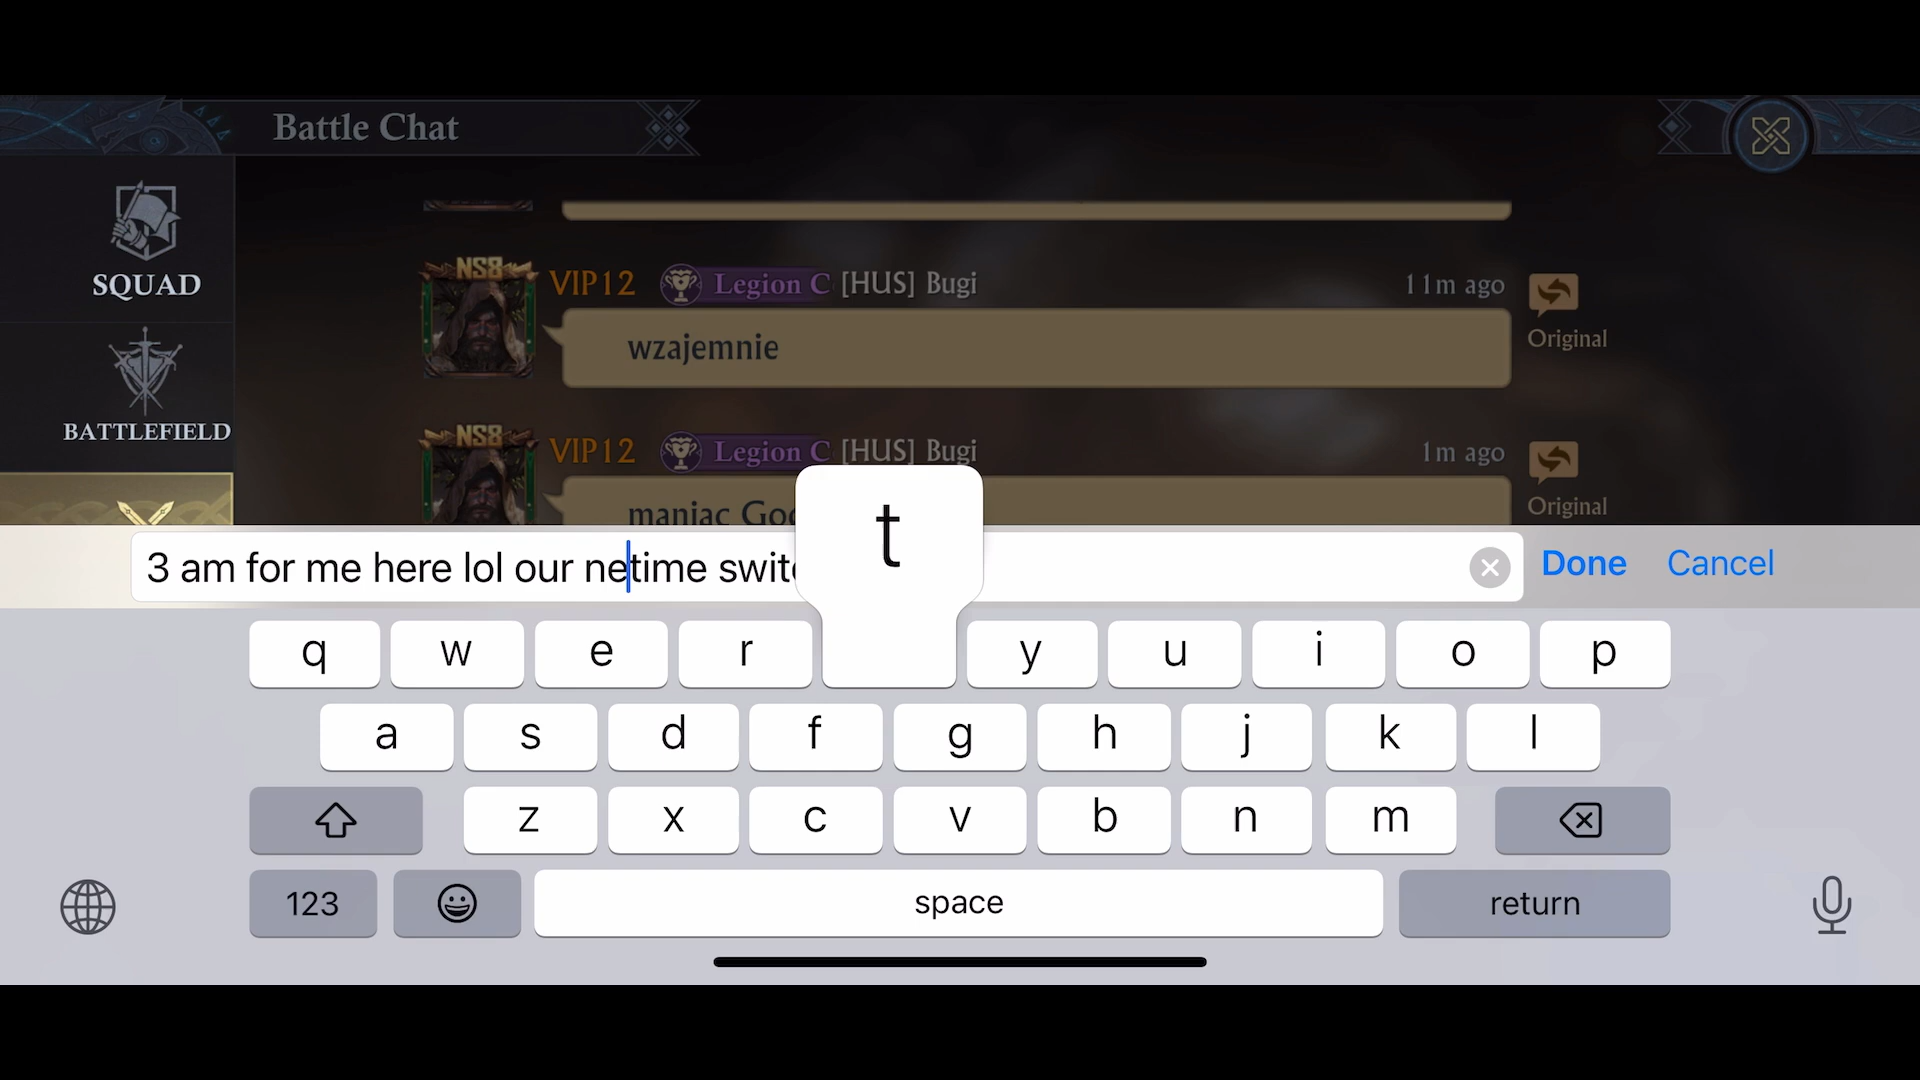 Battle Chat
SQUAD
BATTLEFIELD
NS8 VIP12 Legion C [HUS] Bugi 11m ago
wzajemnie
Original
NS8 VIP12 Legion C [HUS] Bugi 1m ago
maniac
Original
t
3 am for me here lol our netime Done Cancel
q w e r y u i o p
a s d f g h j k l
z x c v b n m
123 space return